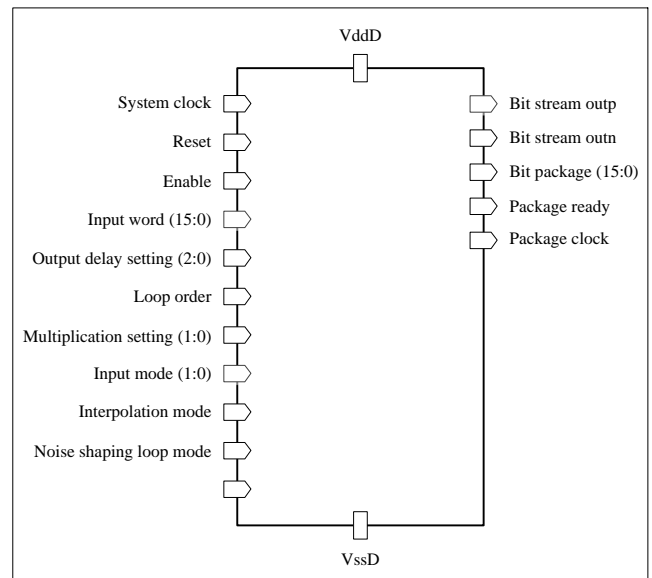 VddD
System clock
Reset
Enable
Input word (15:0)
Output delay setting (2:0)
Loop order
Multiplication setting (1:0)
Input mode (1:0)
Interpolation mode
Noise shaping loop mode
Bit stream outp
Bit stream outn
Bit package (15:0)
Package ready
Package clock
VssD